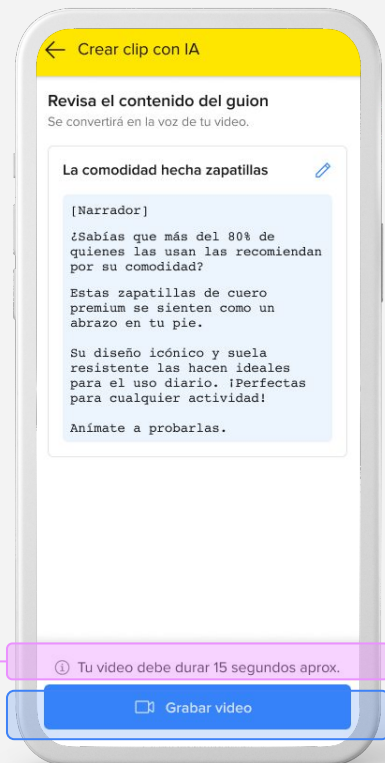 Crear clip con IA
Revisa el contenido del guion
Se convertirá en la voz de tu video.
La comodidad hecha zapatillas
[Narrador]
¿Sabías que más del 80% de
quienes las usan las recomiendan
por su comodidad?
Estas zapatillas de cuero
premium se sienten como un
abrazo en tu pie.
Su diseño icónico y suela
resistente las hacen ideales
para el uso diario. ¡Perfectas
para cualquier actividad!
Anímate a probarlas.
Tu video debe durar 15 segundos aprox.
Grabar video